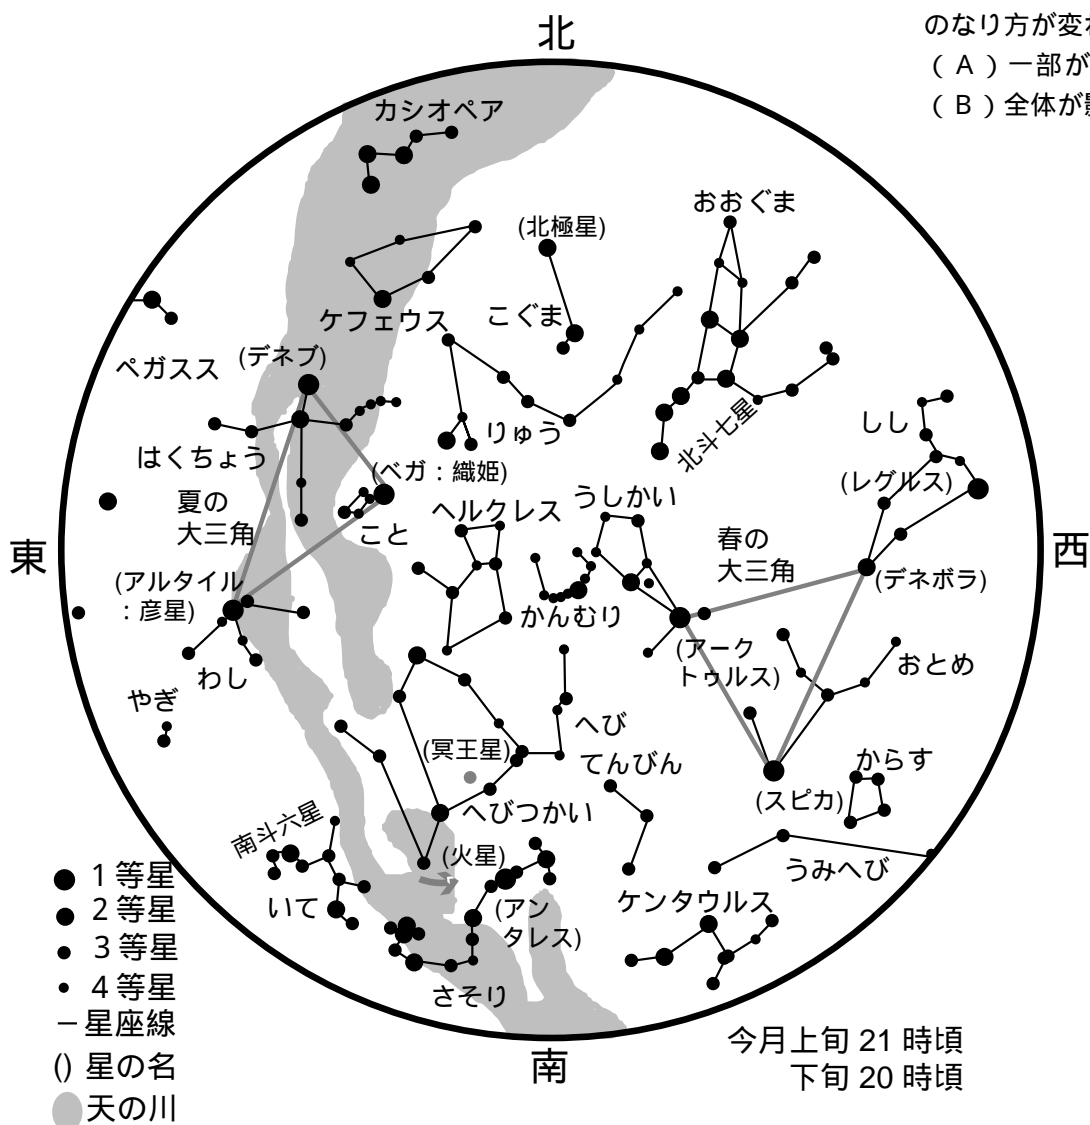 北
のなり方が変わ
(A)一部が
(B)全体が影
カシオペア
おおぐま
(北極星)
ケフェウス
こぐま
ペガスス
(デネブ)
りゅう
北斗七星
しし
はくちょう
(ベガ:織姫)
(レグルス)
夏の
大三角
こと
ヘルクレス
うしかい
春の
大三角
東
西
(アルタイル
:彦星)
かんむり
(デネボラ)
(アーク
トゥルス)
おとめ
わし
やぎ
へび
(冥王星)
てんびん
からす
(スピカ)
へびつかい
南斗六星
(火星)
うみへび
いて
(アン
タレス)
ケンタウルス
さそり
1等星
2等星
3等星
4等星
-星座線
() 星の名
天の川
南
今月上旬 21 時頃
下旬 20 時頃